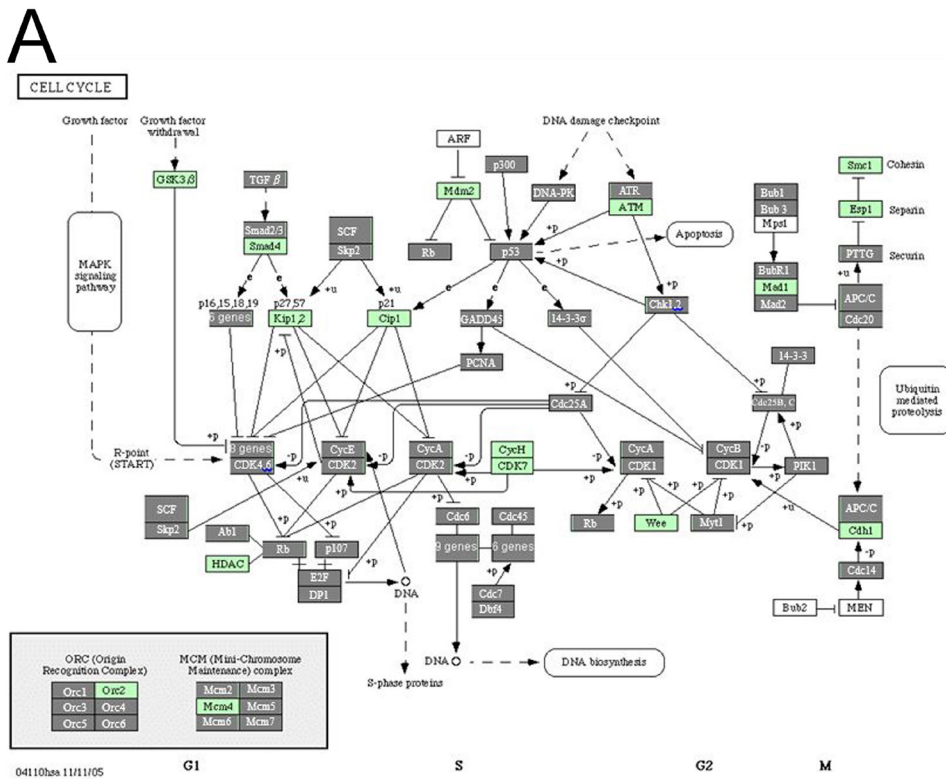 A
CELL CYCLE
Growth factor
Growth factor
withdrawal
DNA damage checkpoint
ARF
p300
TGF β
GSK3β
Mdm2
DNA-PK
ATR
ATM
Smc1
Cohesin
Bub1
Bub 3
Mps1
Esp1
Separin
MAPK
signaling
pathway
Smad2/3
Smad4
SCF
Skp2
Rb
p53
+p
+p
Apoptosis
BubR1
Mad1
Mad2
PTTG
Securin
+u
e
e
+u
+u
e
e
e
p16,15,18,19
6 genes
p27,57
Kip1,2
p21
Cip1
GADD45
14-3-3σ
Chk1,2
APC/C
Cdc20
+p
PCNA
14-3-3
+p
+p
Cdc25A
Cdc25B, C
Ubiquitin
mediated
proteolysis
R-point
(START)
+p
8 genes
CDK4,6
-p
CycE
CDK2
-p
CycA
CDK2
-p
+p
CycH
CDK7
-p
+p
CycA
CDK1
CycB
CDK1
-p
+p
PlK1
+p
+u
+p
+p
+p
+p
+p
+p
+p
SCF
Skp2
Ab1
HDAC
+p
Rb
+p
p107
+p
Cdc6
Cdc45
Rb
Wee
Myt1
+p
+u
APC/C
Cdh1
9 genes
6 genes
E2F
DP1
+p
DNA
+p
Cdc7
Dbf4
-p
Cdc14
Bub2
MEN
ORC (Origin
Recognition Complex)
Orc1 Orc2
Orc3 Orc4
Orc5 Orc6
MCM (Mini-Chromosome
Maintenance) complex
Mcm2 Mcm3
Mcm4 Mcm5
Mcm6 Mcm7
S-phase proteins
DNA
DNA biosynthesis
G1
S
G2
M
04110hsa 11/11/05